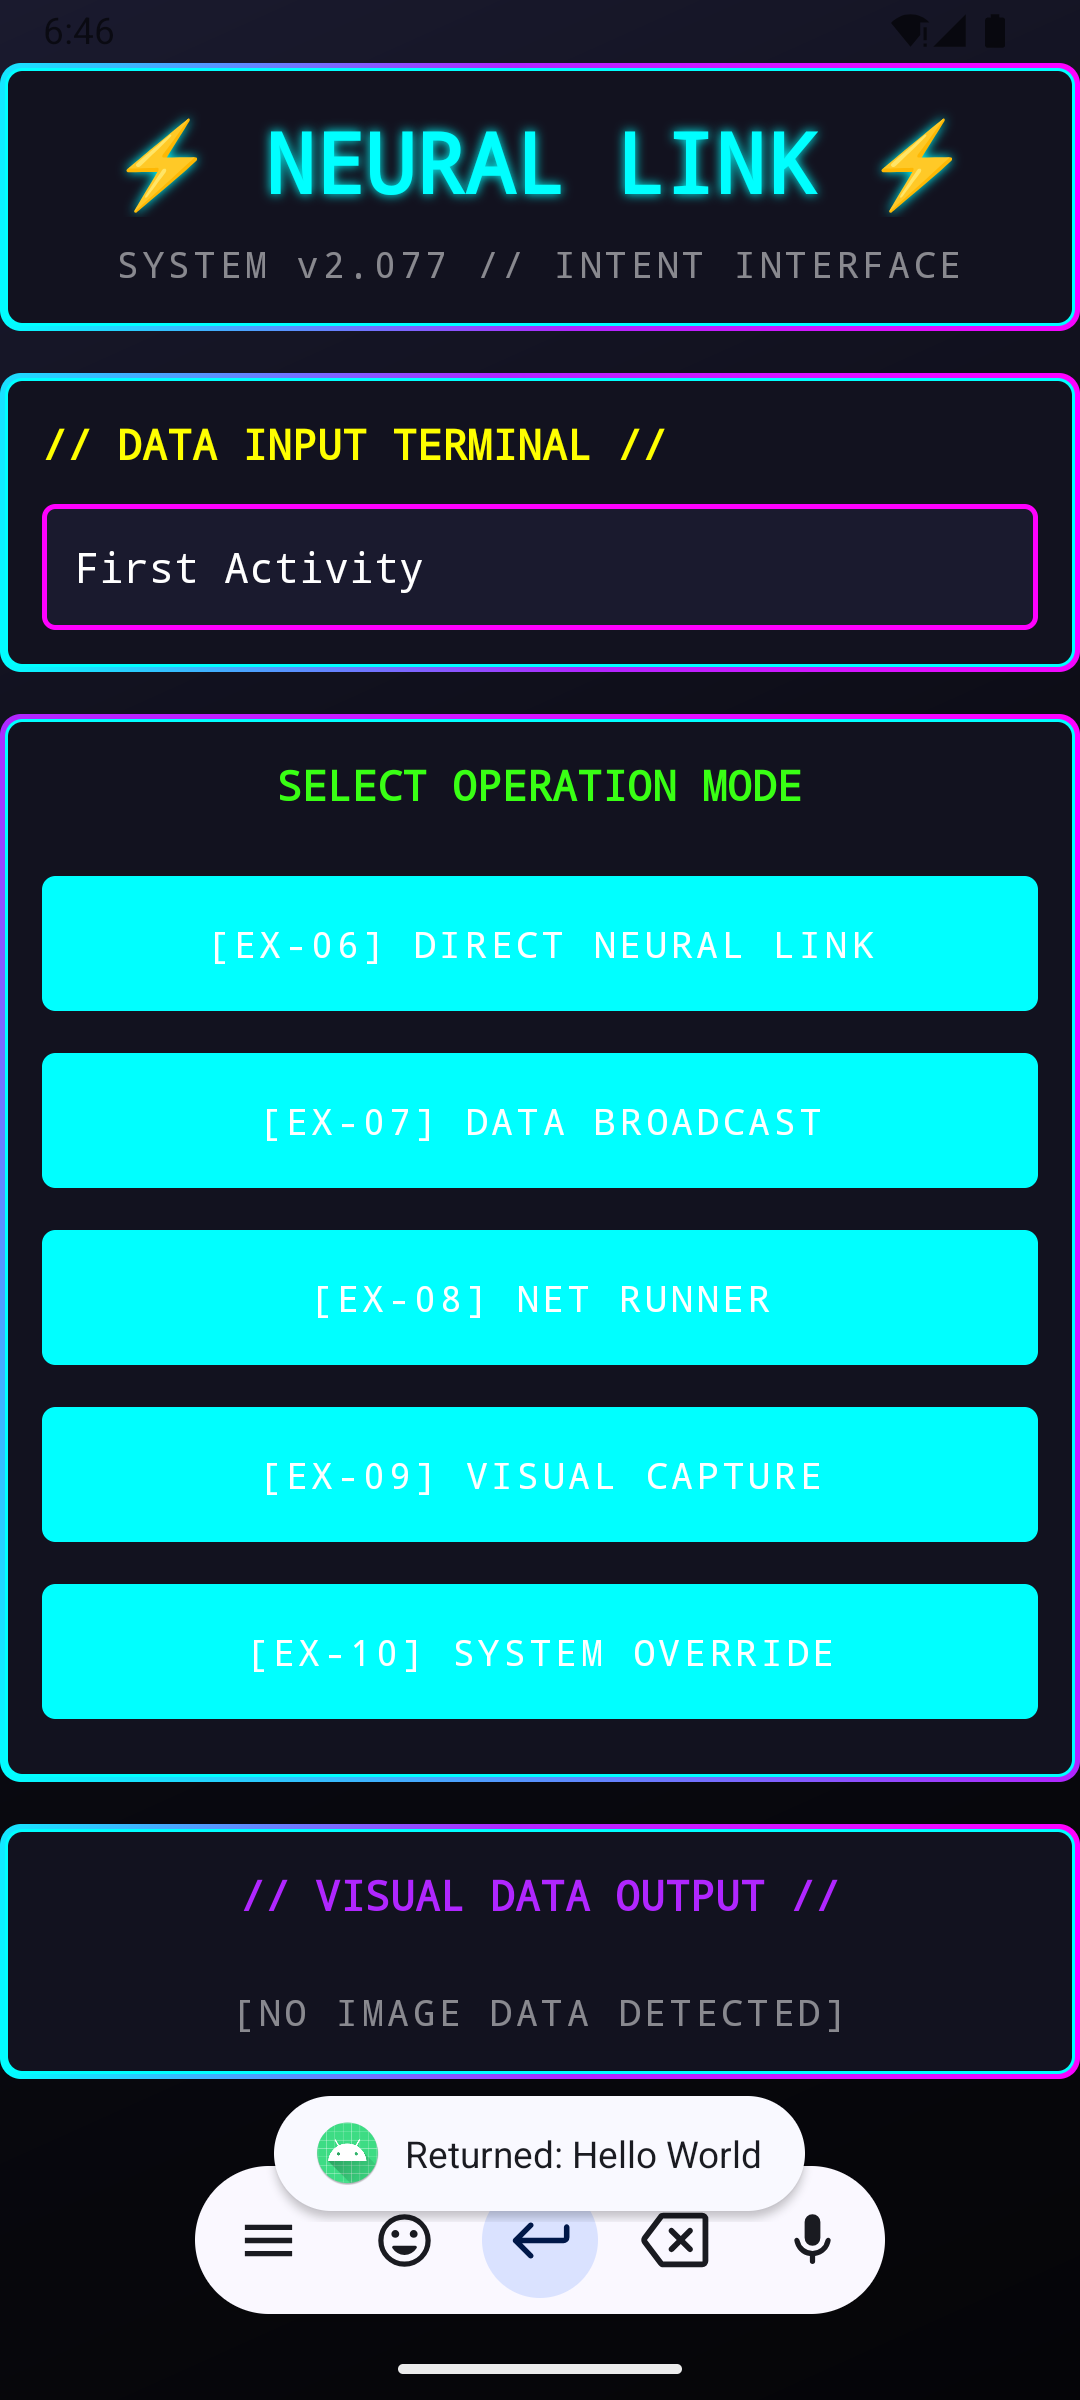 6:46
⚡ NEURAL LINK ⚡
SYSTEM v2.077 // INTENT INTERFACE
// DATA INPUT TERMINAL //
First Activity
SELECT OPERATION MODE
[EX-06] DIRECT NEURAL LINK
[EX-07] DATA BROADCAST
[EX-08] NET RUNNER
[EX-09] VISUAL CAPTURE
[EX-10] SYSTEM OVERRIDE
// VISUAL DATA OUTPUT //
[NO IMAGE DATA DETECTED]
Returned: Hello World